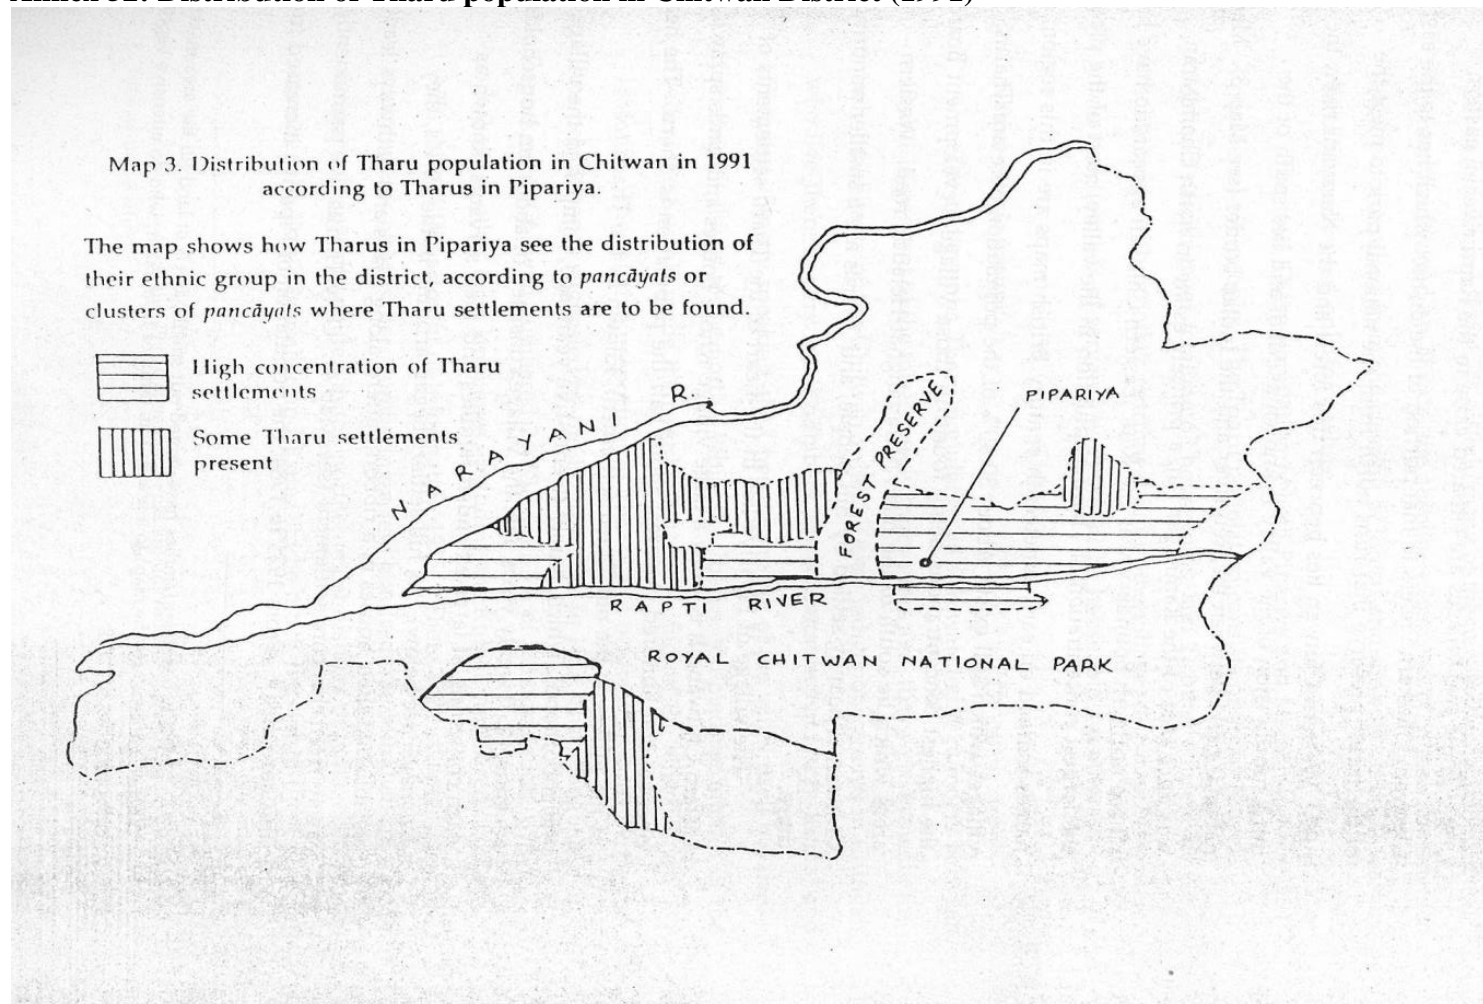 Map 3. Distribution of Tharu population in Chitwan in 1991
according to Tharus in Pipariya.
The map shows how Tharus in Pipariya see the distribution of
their ethnic group in the district, according to pancāyats or
clusters of pancāyats where Tharu settlements are to be found.
High concentration of Tharu
settlements
Some Tharu settlements
present
NARAYANI R.
FOREST PRESERVE
PIPARIYA
RAPTI RIVER
ROYAL CHITWAN NATIONAL PARK